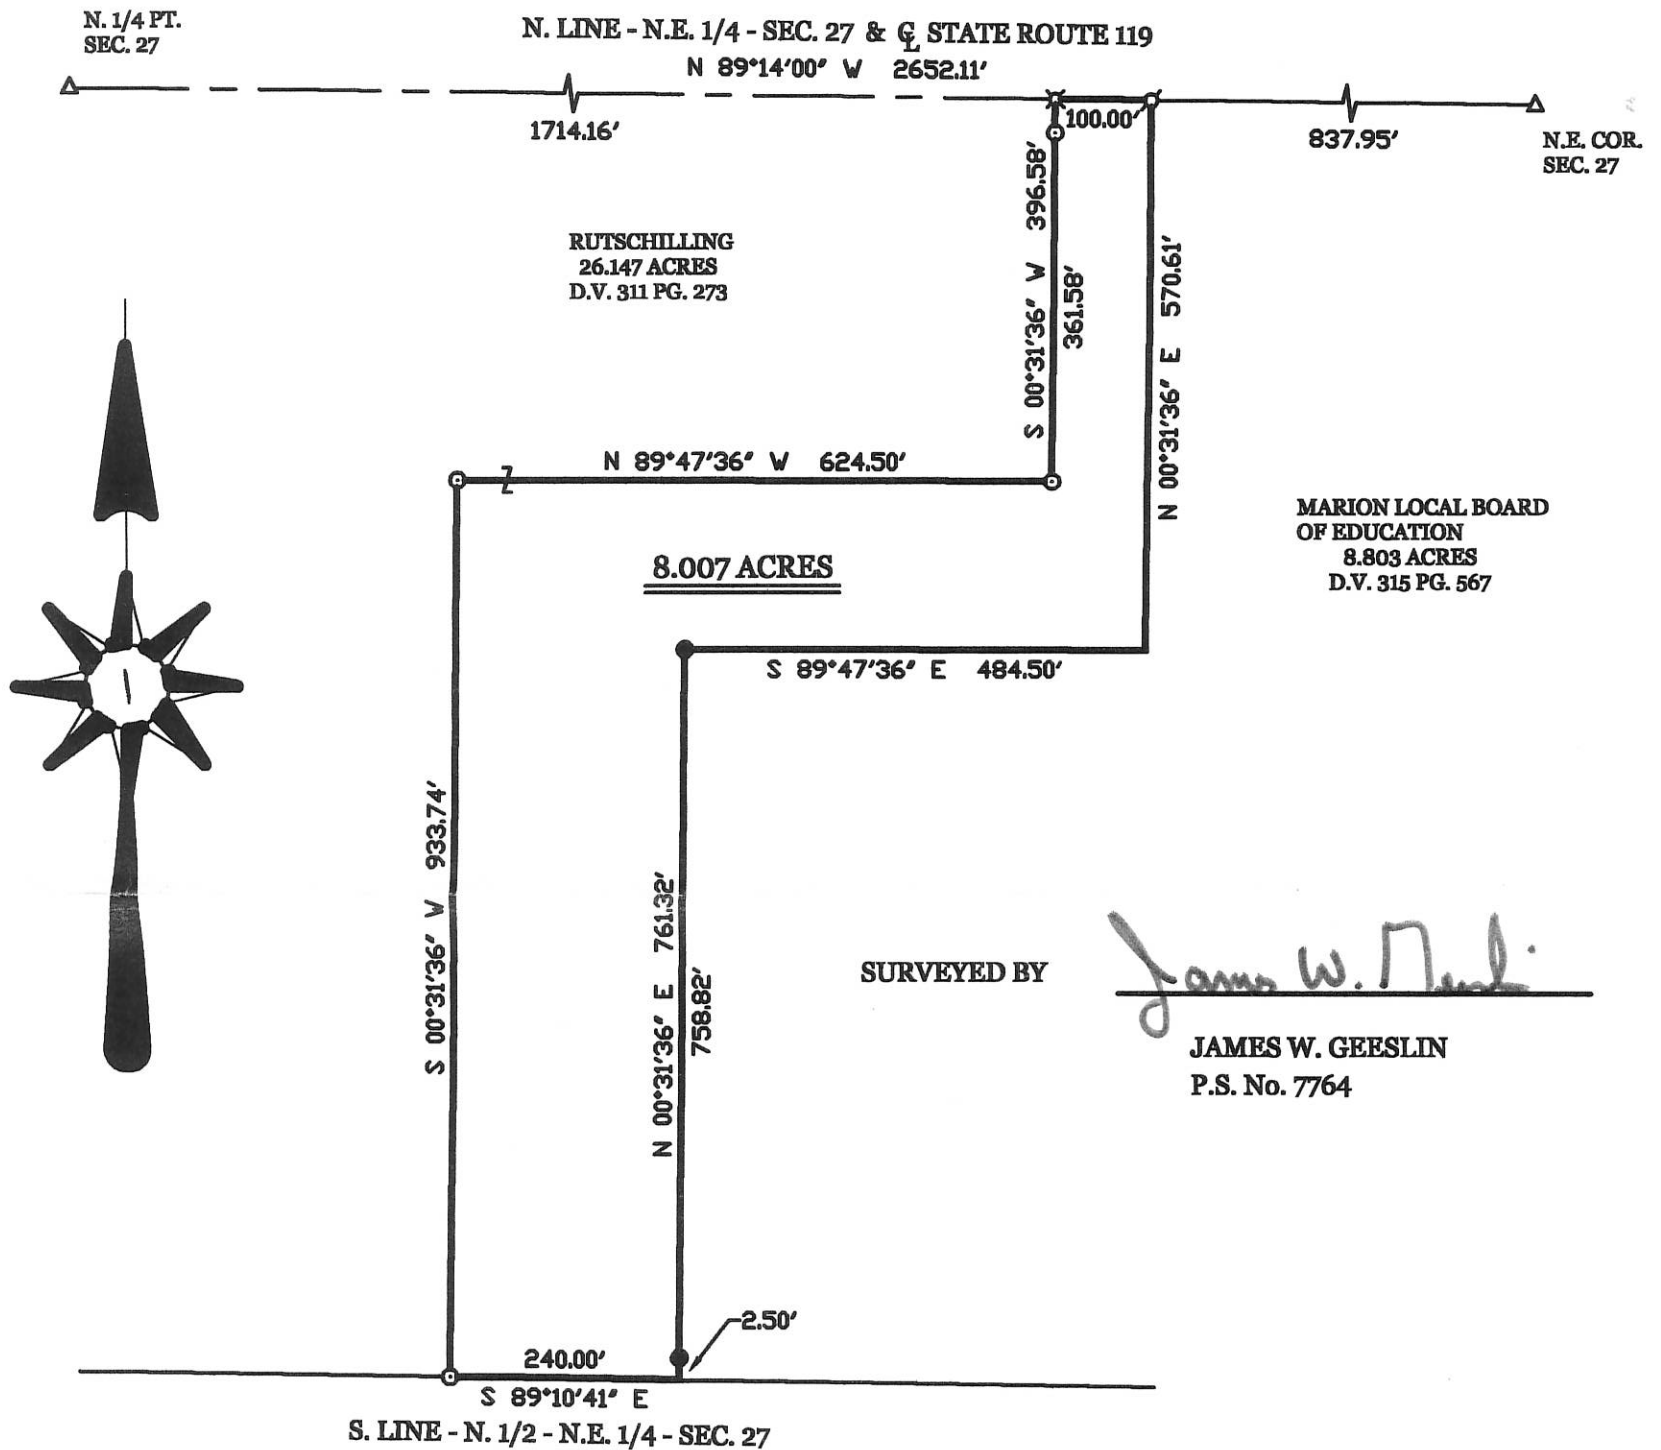 N. 1/4 PT.
SEC. 27
N. LINE - N.E. 1/4 - SEC. 27 & ℄ STATE ROUTE 119
N 89°14'00" W 2652.11'
1714.16'
100.00'
837.95'
N.E. COR.
SEC. 27
RUTSCHILLING
26.147 ACRES
D.V. 311 PG. 273
S 00°31'36" W 396.58'
361.58'
N 00°31'36" E 570.61'
N 89°47'36" W 624.50'
MARION LOCAL BOARD
OF EDUCATION
8.803 ACRES
D.V. 315 PG. 567
8.007 ACRES
S 89°47'36" E 484.50'
S 00°31'36" W 933.74'
N 00°31'36" E 761.32'
758.82'
SURVEYED BY
James W. Geeslin
JAMES W. GEESLIN
P.S. No. 7764
2.50'
240.00'
S 89°10'41" E
S. LINE - N. 1/2 - N.E. 1/4 - SEC. 27